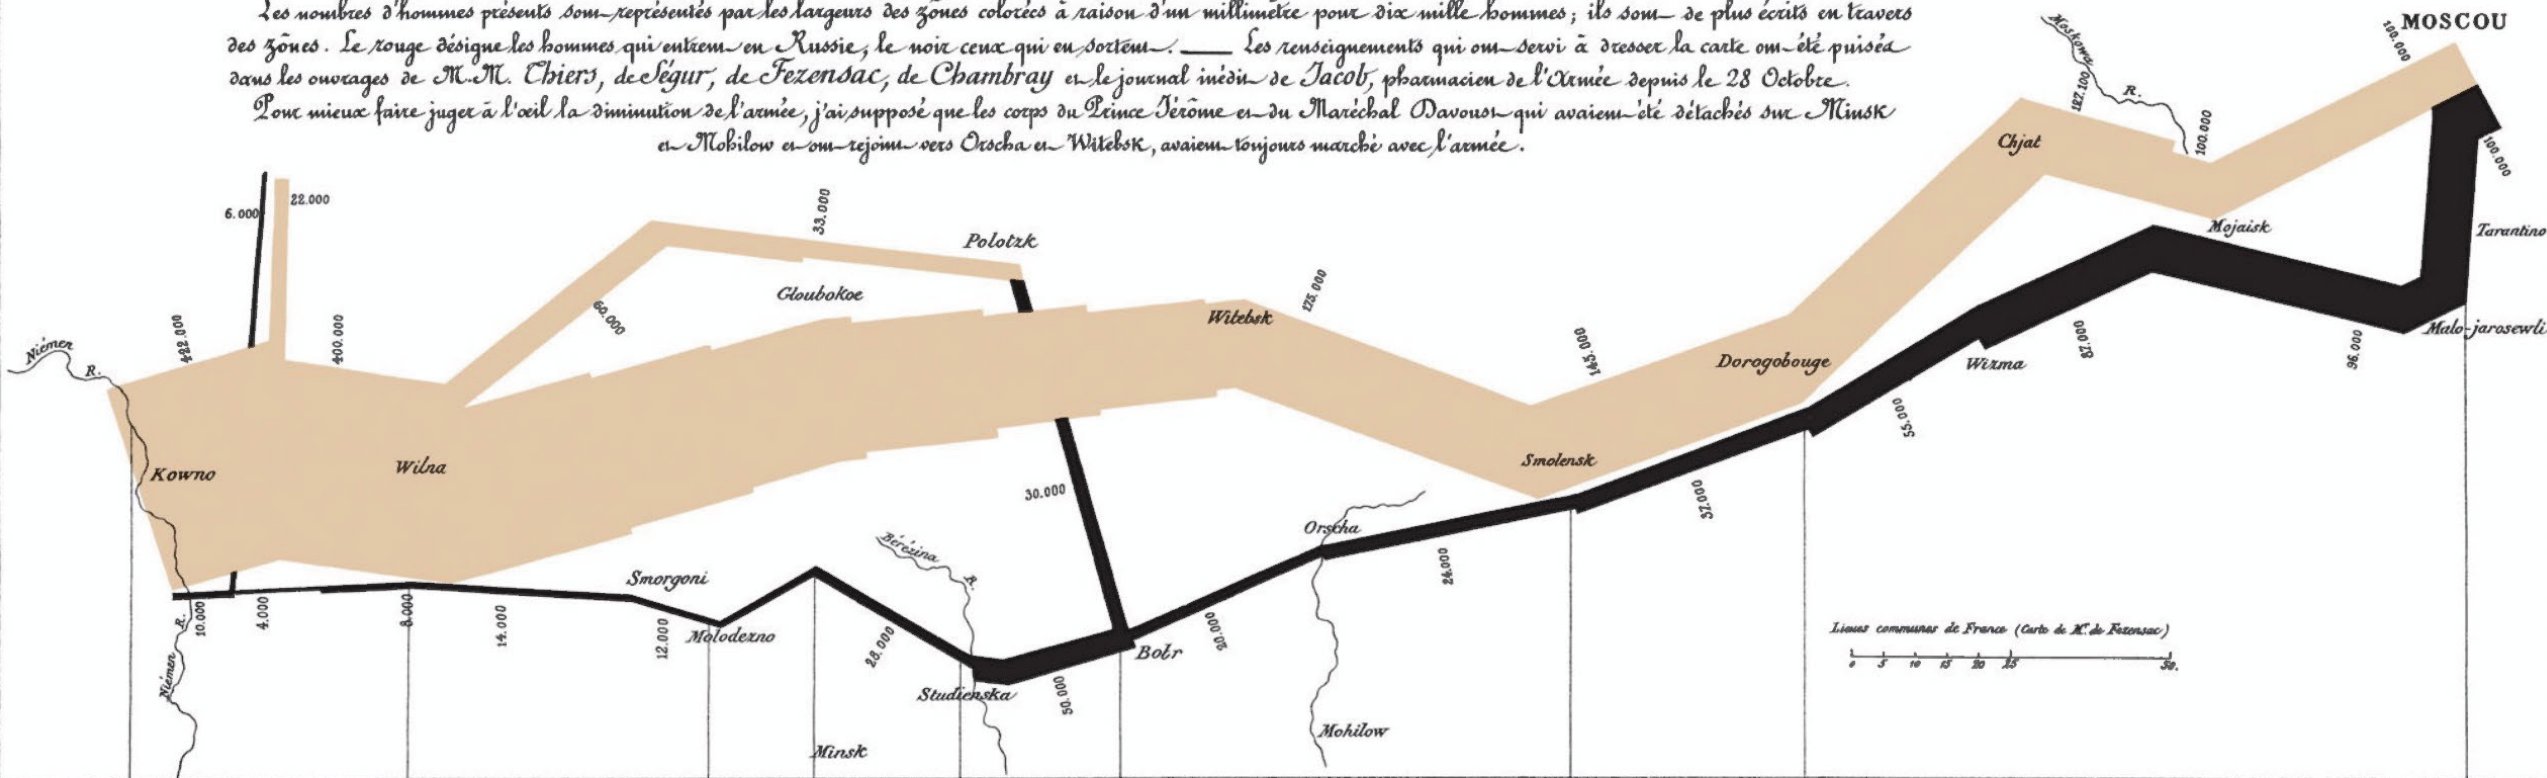 Les nombres d'hommes présents sont représentés par les largeurs des zônes colorées à raison d'un millimètre pour dix mille hommes; ils sont de plus écrits en travers
des zônes. Le rouge désigne les hommes qui entrent en Russie, le noir ceux qui en sortent. — Les renseignements qui ont servi à dresser la carte ont été puisés
dans les ouvrages de M.M. Thiers, de Ségur, de Fezensac, de Chambray et le journal inédit de Jacob, pharmacien de l'Armée depuis le 28 Octobre.
Pour mieux faire juger à l'œil la diminution de l'armée, j'ai supposé que les corps du Prince Jérôme et du Maréchal Davoust qui avaient été détachés sur Minsk
et Mohilow et ont rejoint vers Orscha et Witebsk, avaient toujours marché avec l'armée.
MOSCOU
100.000
Moskowa
R.
127.100
100.000
Chjat
100.000
Mojaisk
Tarantino
6.000
22.000
33.000
Polotzk
Gloubokoe
60.000
175.000
Witebsk
422.000
400.000
Niémen
R.
145.000
Dorogobouge
Malo-jarosewli
Wizma
87.000
96.000
55.000
Kowno
Wilna
Smolensk
30.000
37.000
Orscha
Bérézina
R.
24.000
Smorgoni
10.000
4.000
8.000
14.000
12.000
Molodezno
28.000
20.000
Bobr
Studienska
50.000
R.
Niémen
Lieues communes de France (Carte de M. de Fezensac)
0 5 10 15 20 25 50.
Mohilow
Minsk